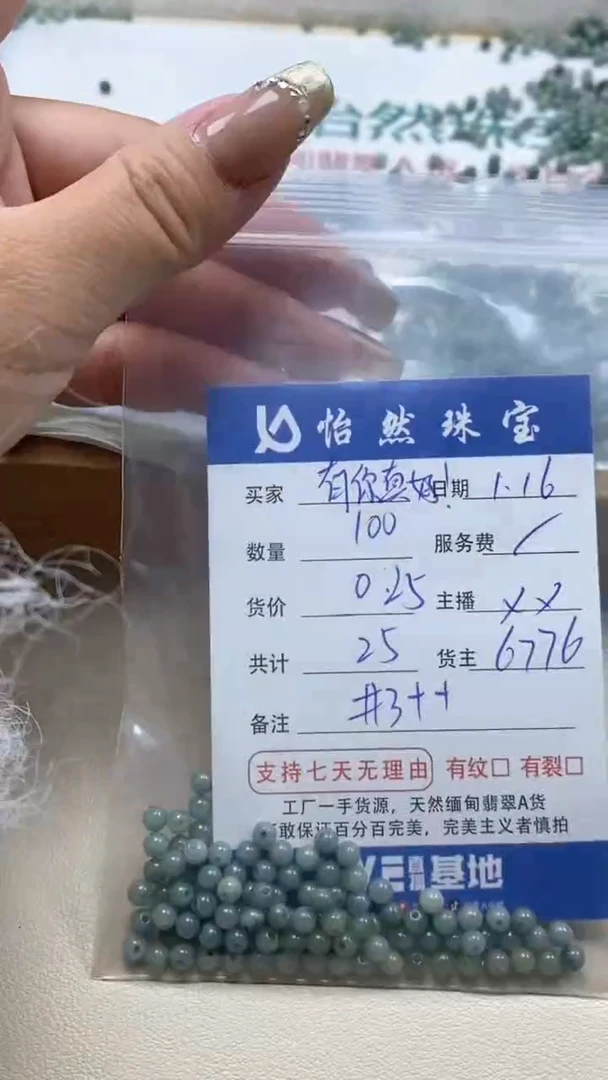 怡然珠宝
买家 有你真好! 日期 1.16
数量 100 服务费 /
货价 0.25 主播 XX
共计 25 货主 6776
备注 #3++
支持七天无理由 有纹□ 有裂□
工厂一手货源，天然缅甸翡翠A货
敢保证百分百完美，完美主义者慎拍
基地